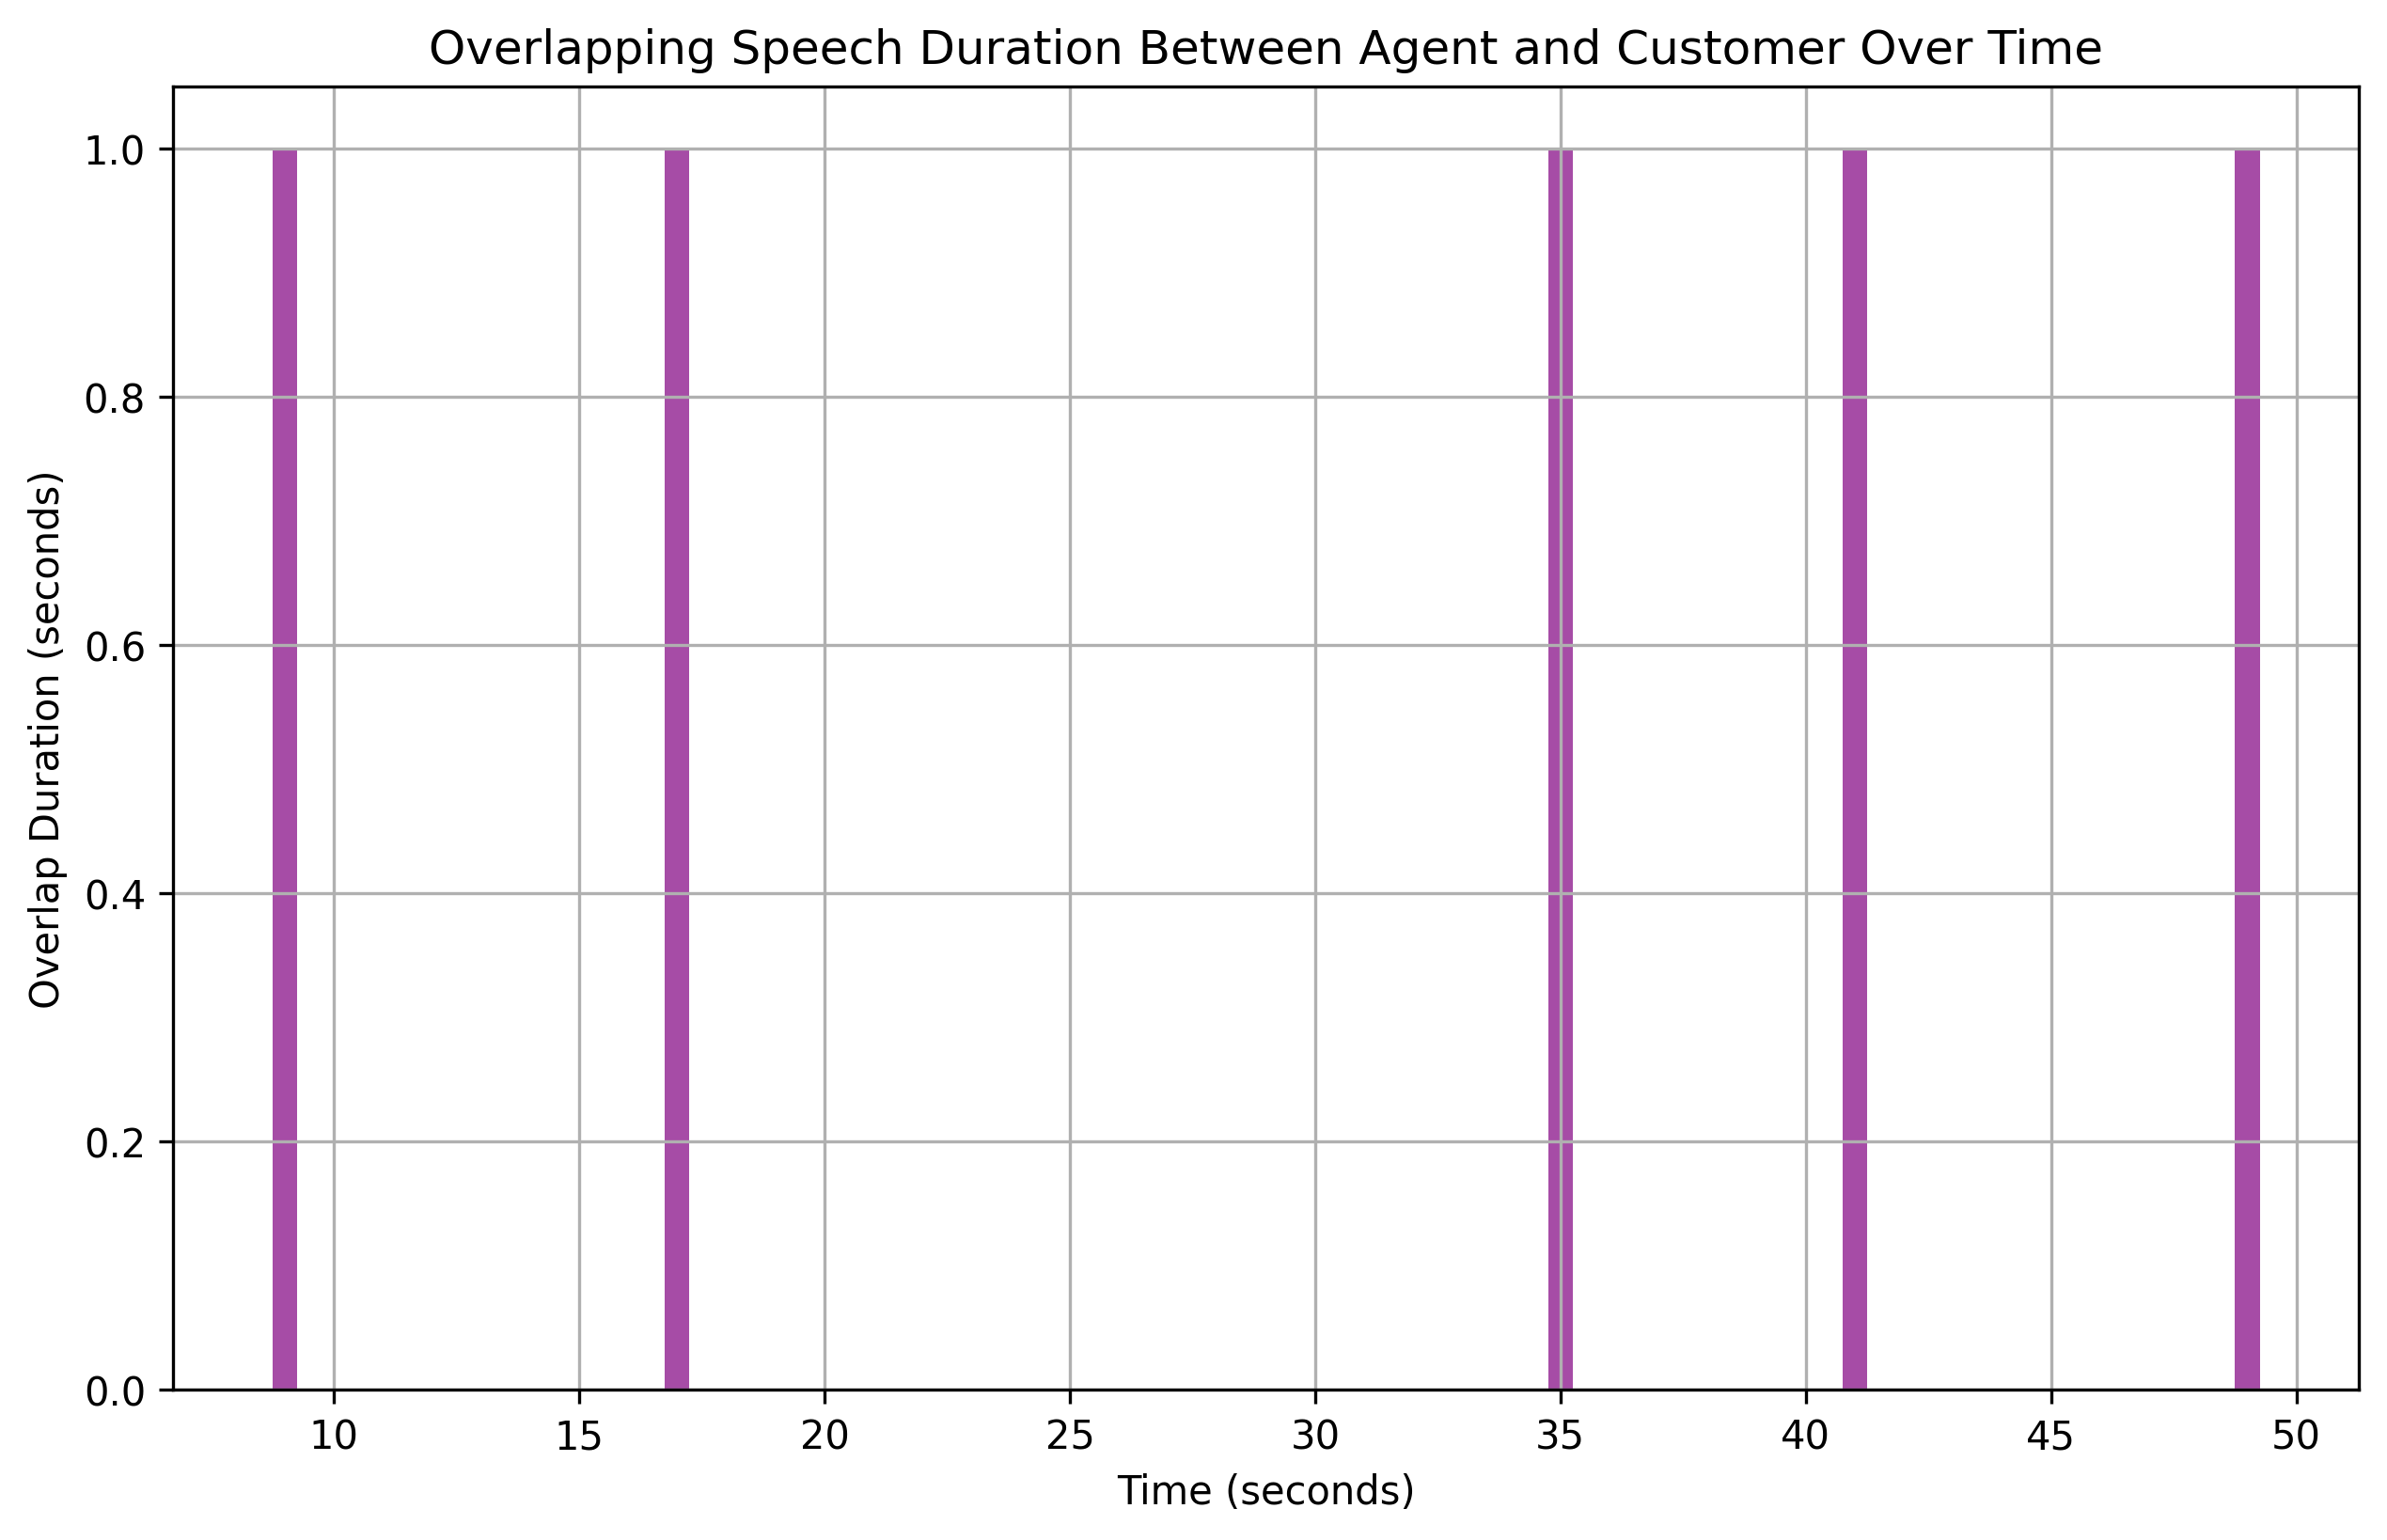 Overlapping Speech Duration Between Agent and Customer Over Time
1.0
0.8
0.6
0.4
0.2
0.0
Overlap Duration (seconds)
10 15 20 25 30 35 40 45 50
Time (seconds)